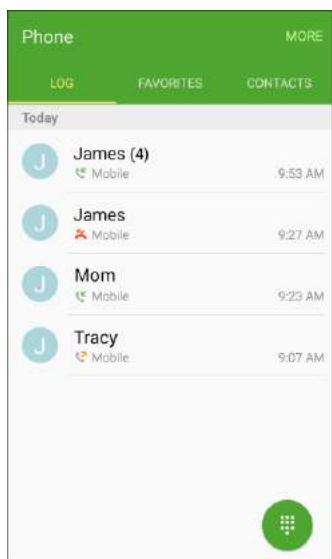 Phone MORE
LOG FAVORITES CONTACTS
Today
J James (4)
Mobile 9:53 AM
J James
Mobile 9:27 AM
J Mom
Mobile 9:23 AM
J Tracy
Mobile 9:07 AM